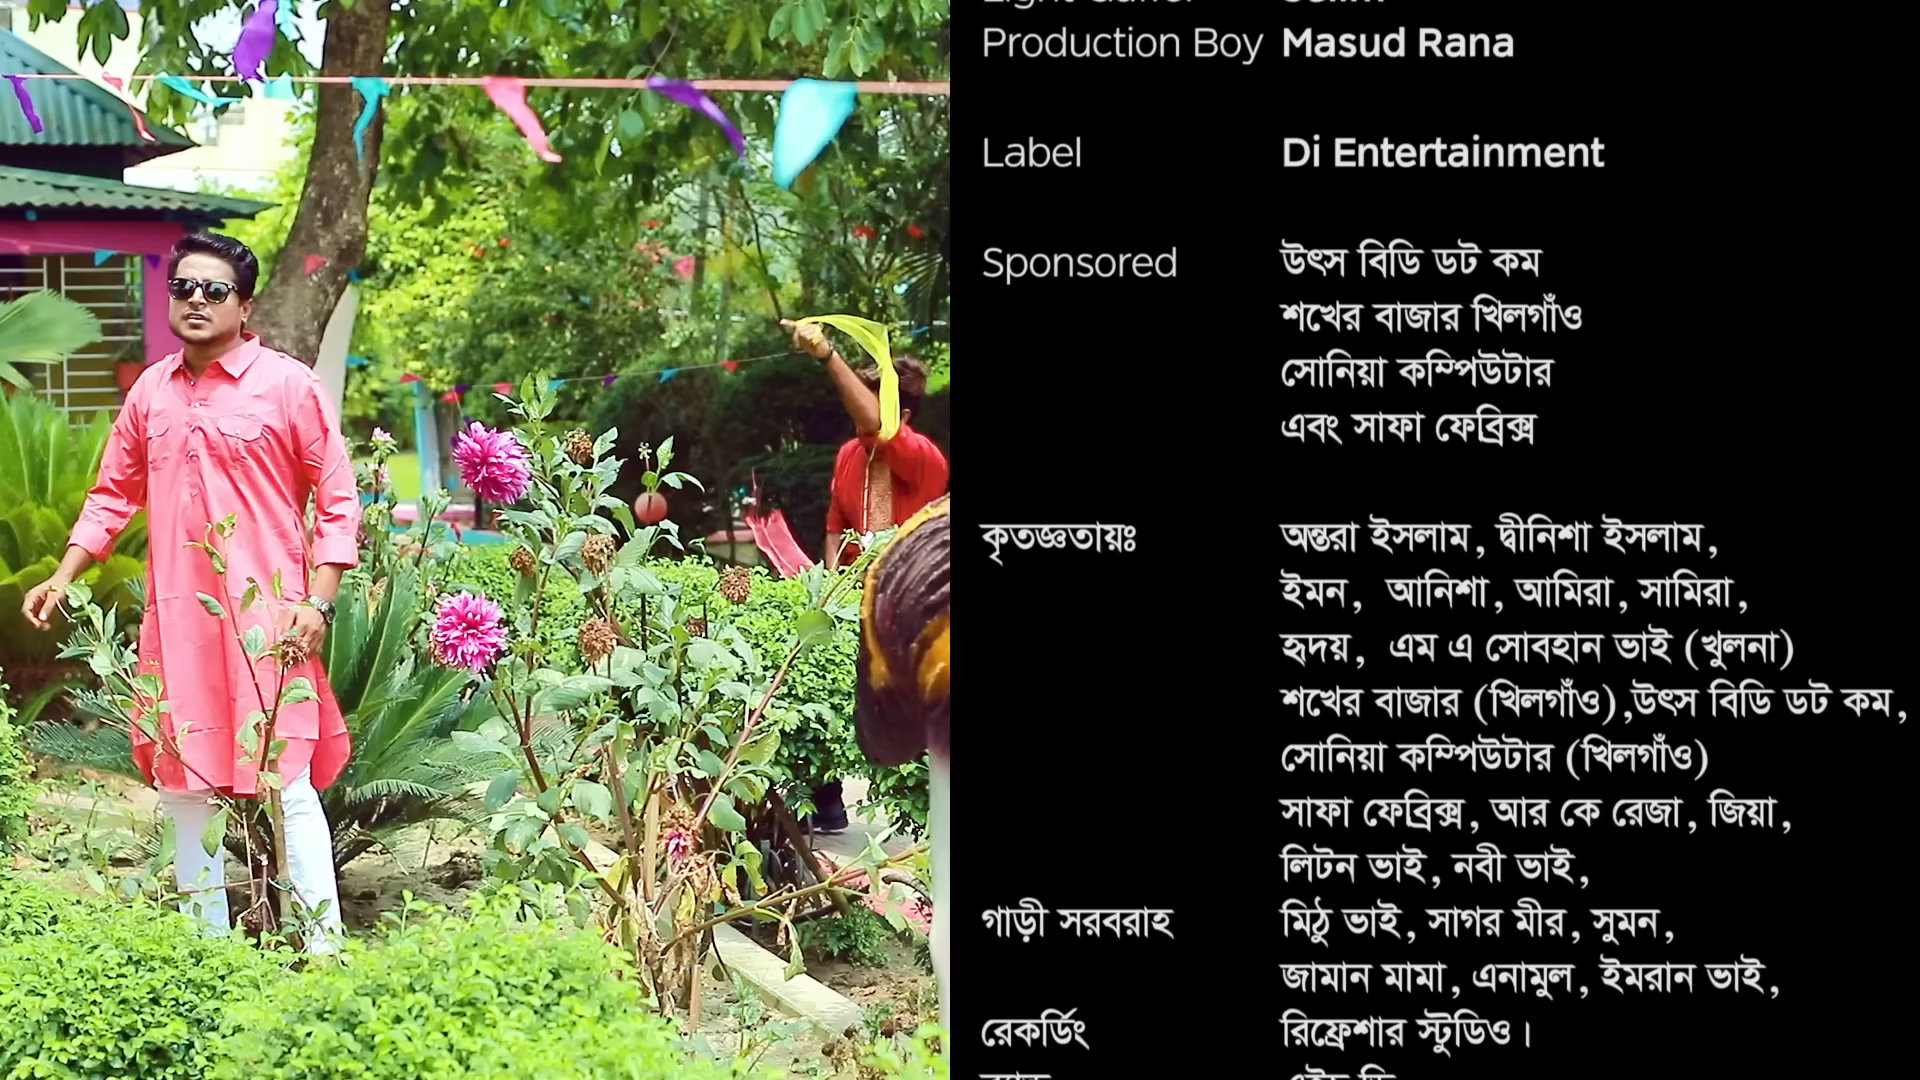 Production Boy Masud Rana
Label Di Entertainment
Sponsored উৎস বিডি ডট কম
শখের বাজার খিলগাঁও
সোনিয়া কম্পিউটার
এবং সাফা ফেব্রিক্স
কৃতজ্ঞতায়ঃ অন্তরা ইসলাম, দ্বীনিশা ইসলাম,
ইমন, আনিশা, আমিরা, সামিরা,
হৃদয়, এম এ সোবহান ভাই (খুলনা)
শখের বাজার (খিলগাঁও),উৎস বিডি ডট কম,
সোনিয়া কম্পিউটার (খিলগাঁও)
সাফা ফেব্রিক্স, আর কে রেজা, জিয়া,
লিটন ভাই, নবী ভাই,
গাড়ী সরবরাহ মিঠু ভাই, সাগর মীর, সুমন,
জামান মামা, এনামুল, ইমরান ভাই,
রেকর্ডিং রিফ্রেশার স্টুডিও।